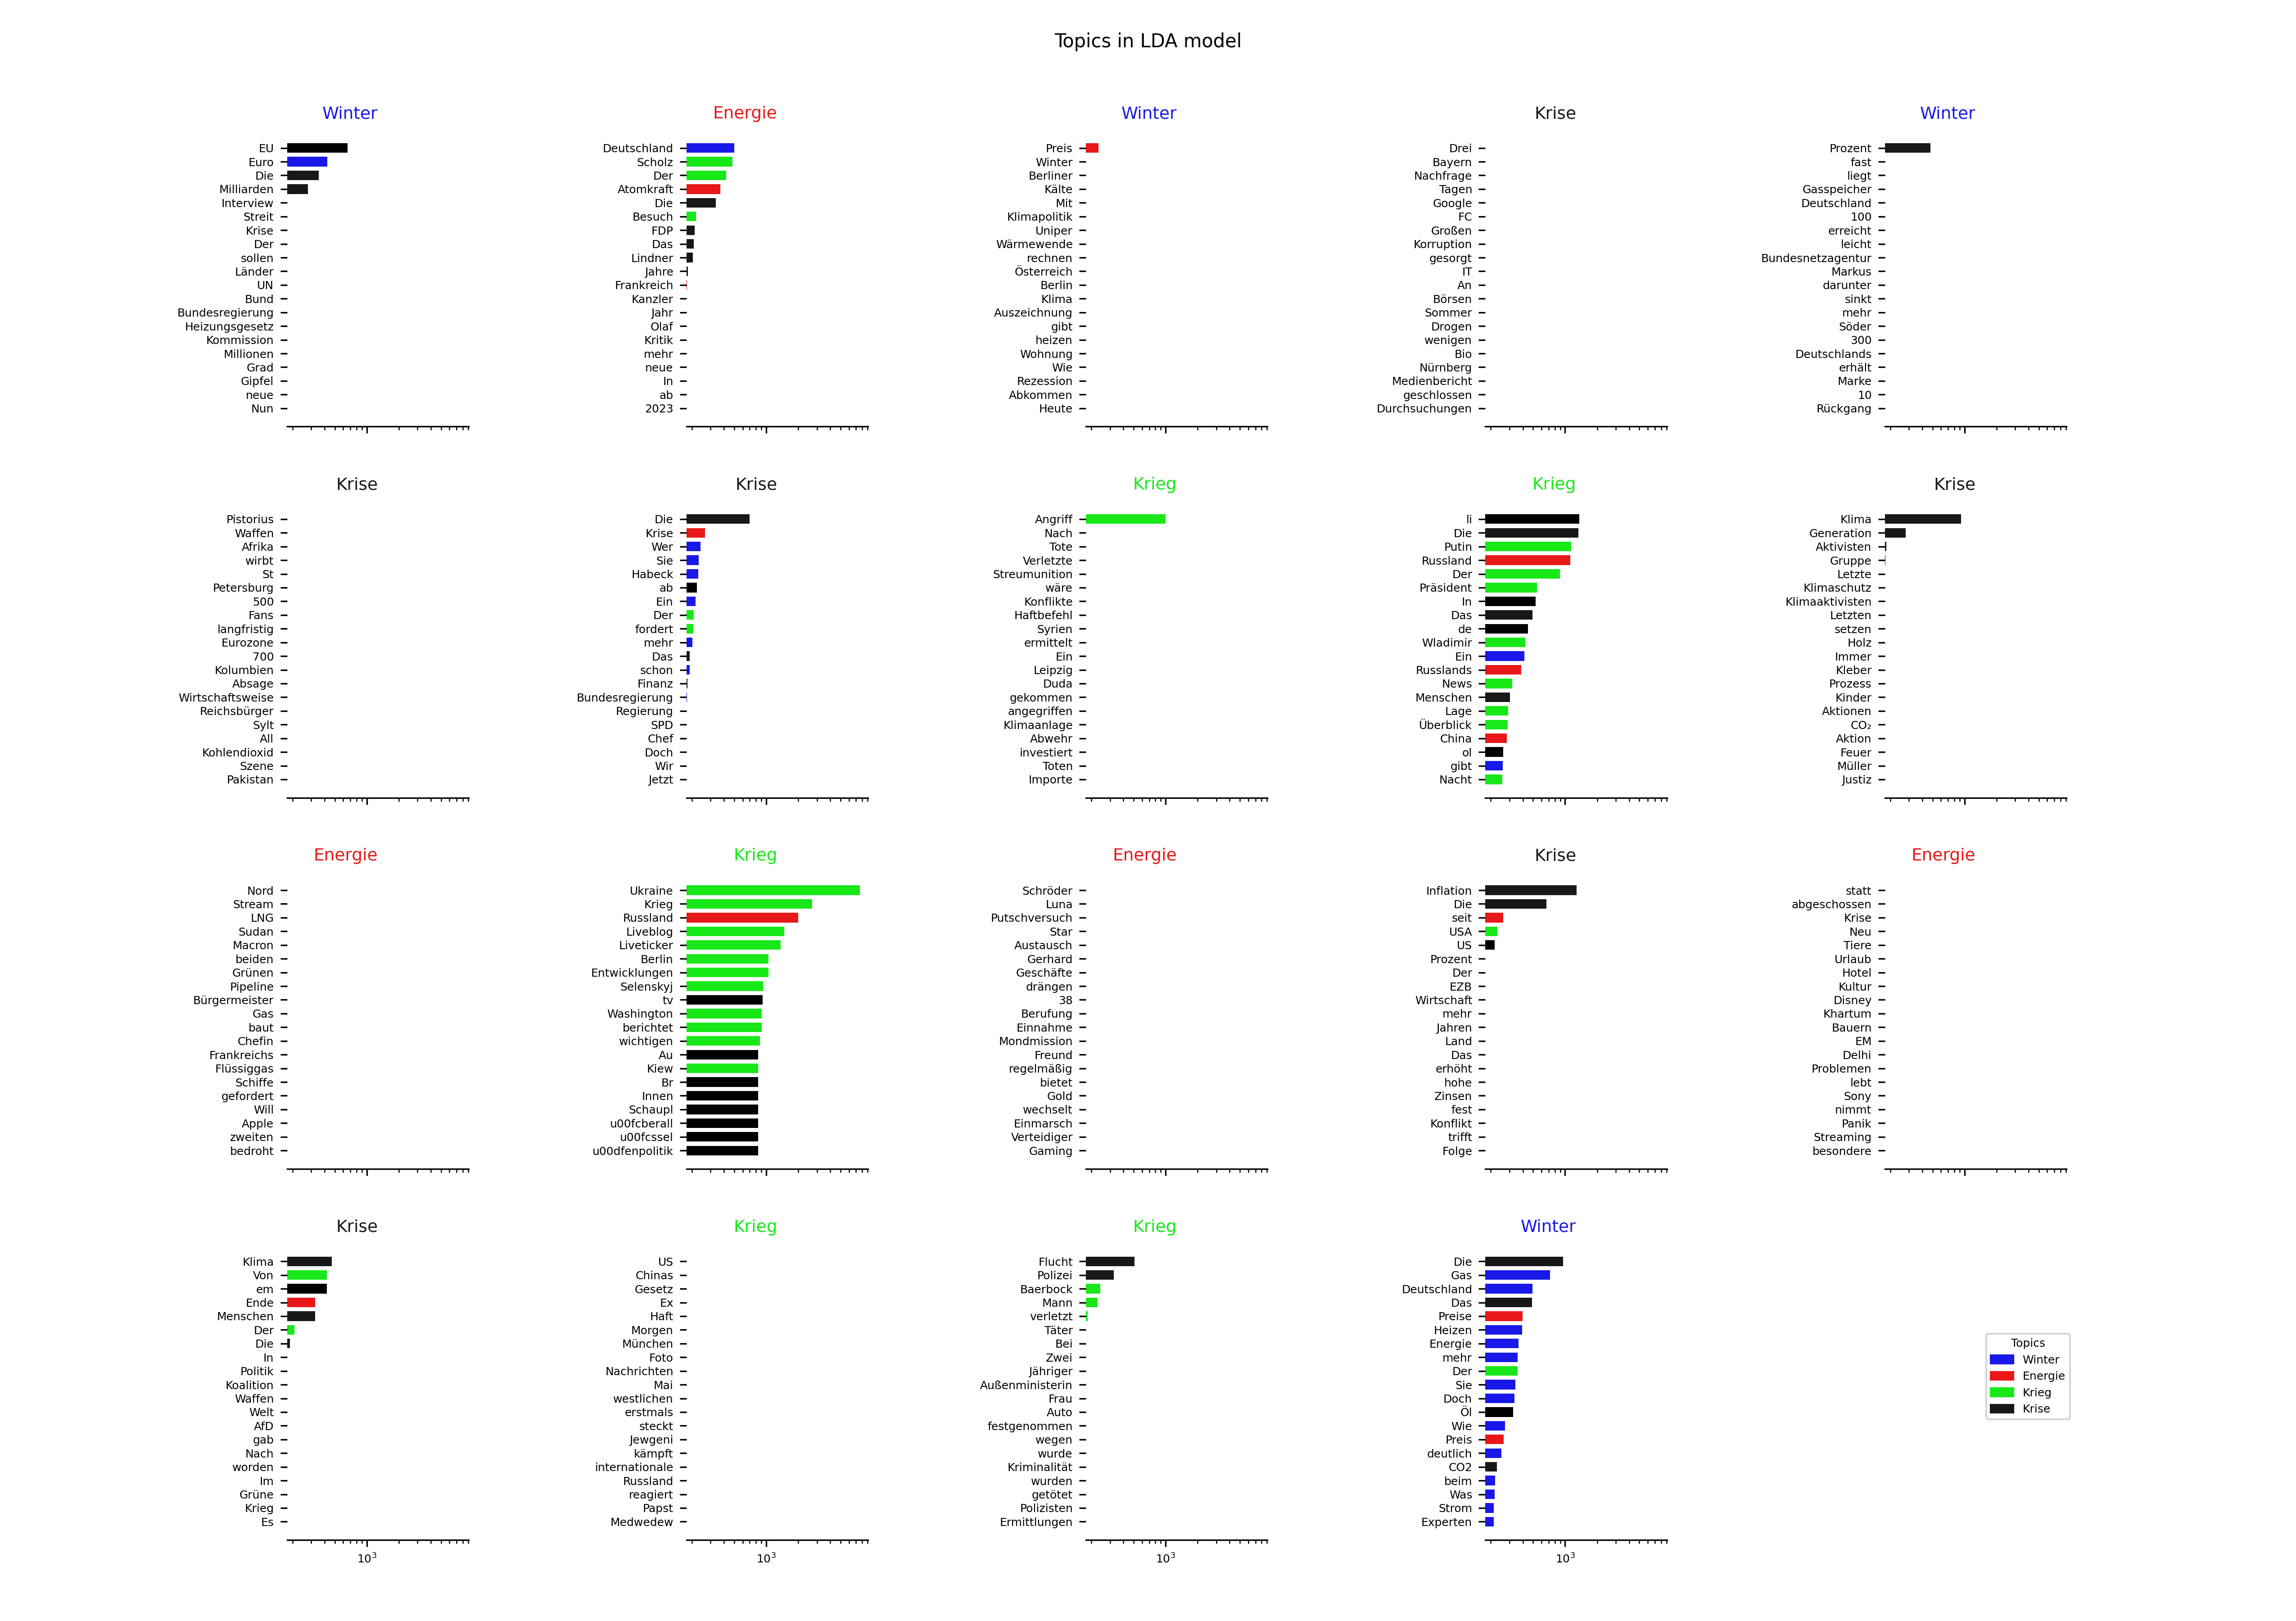 Topics in LDA model
Winter
EU
Euro
Die
Milliarden
Interview
Streit
Krise
Der
sollen
Länder
UN
Bund
Bundesregierung
Heizungsgesetz
Kommission
Millionen
Grad
Gipfel
neue
Nun
Energie
Deutschland
Scholz
Der
Atomkraft
Die
Besuch
FDP
Das
Lindner
Jahre
Frankreich
Kanzler
Jahr
Olaf
Kritik
mehr
neue
In
ab
2023
Winter
Preis
Winter
Berliner
Kälte
Mit
Klimapolitik
Uniper
Wärmewende
rechnen
Österreich
Berlin
Klima
Auszeichnung
gibt
heizen
Wohnung
Wie
Rezession
Abkommen
Heute
Krise
Drei
Bayern
Nachfrage
Tagen
Google
FC
Großen
Korruption
gesorgt
IT
An
Börsen
Sommer
Drogen
wenigen
Bio
Nürnberg
Medienbericht
geschlossen
Durchsuchungen
Winter
Prozent
fast
liegt
Gasspeicher
Deutschland
100
erreicht
leicht
Bundesnetzagentur
Markus
darunter
sinkt
mehr
Söder
300
Deutschlands
erhält
Marke
10
Rückgang
Krise
Pistorius
Waffen
Afrika
wirbt
St
Petersburg
500
Fans
langfristig
Eurozone
700
Kolumbien
Absage
Wirtschaftsweise
Reichsbürger
Sylt
All
Kohlendioxid
Szene
Pakistan
Krise
Die
Krise
Wer
Sie
Habeck
ab
Ein
Der
fordert
mehr
Das
schon
Finanz
Bundesregierung
Regierung
SPD
Chef
Doch
Wir
Jetzt
Krieg
Angriff
Nach
Tote
Verletzte
Streumunition
wäre
Konflikte
Haftbefehl
Syrien
ermittelt
Ein
Leipzig
Duda
gekommen
angegriffen
Klimaanlage
Abwehr
investiert
Toten
Importe
Krieg
li
Die
Putin
Russland
Der
Präsident
In
Das
de
Wladimir
Ein
Russlands
News
Menschen
Lage
Überblick
China
ol
gibt
Nacht
Krise
Klima
Generation
Aktivisten
Gruppe
Letzte
Klimaschutz
Klimaaktivisten
Letzten
setzen
Holz
Immer
Kleber
Prozess
Kinder
Aktionen
CO₂
Aktion
Feuer
Müller
Justiz
Energie
Nord
Stream
LNG
Sudan
Macron
beiden
Grünen
Pipeline
Bürgermeister
Gas
baut
Chefin
Frankreichs
Flüssiggas
Schiffe
gefordert
Will
Apple
zweiten
bedroht
Krieg
Ukraine
Krieg
Russland
Liveblog
Liveticker
Berlin
Entwicklungen
Selenskyj
tv
Washington
berichtet
wichtigen
Au
Kiew
Br
Innen
Schaupl
u00fcberall
u00fcssel
u00dfenpolitik
Energie
Schröder
Luna
Putschversuch
Star
Austausch
Gerhard
Geschäfte
drängen
38
Berufung
Einnahme
Mondmission
Freund
regelmäßig
bietet
Gold
wechselt
Einmarsch
Verteidiger
Gaming
Krise
Inflation
Die
seit
USA
US
Prozent
Der
EZB
Wirtschaft
mehr
Jahren
Land
Das
erhöht
hohe
Zinsen
fest
Konflikt
trifft
Folge
Energie
statt
abgeschossen
Krise
Neu
Tiere
Urlaub
Hotel
Kultur
Disney
Khartum
Bauern
EM
Delhi
Problemen
lebt
Sony
nimmt
Panik
Streaming
besondere
Krise
Klima
Von
em
Ende
Menschen
Der
Die
In
Politik
Koalition
Waffen
Welt
AfD
gab
Nach
worden
Im
Grüne
Krieg
Es
10³
Krieg
US
Chinas
Gesetz
Ex
Haft
Morgen
München
Foto
Nachrichten
Mai
westlichen
erstmals
steckt
Jewgeni
kämpft
internationale
Russland
reagiert
Papst
Medwedew
10³
Krieg
Flucht
Polizei
Baerbock
Mann
verletzt
Täter
Bei
Zwei
Jähriger
Außenministerin
Frau
Auto
festgenommen
wegen
wurde
Kriminalität
wurden
getötet
Polizisten
Ermittlungen
10³
Winter
Die
Gas
Deutschland
Das
Preise
Heizen
Energie
mehr
Der
Sie
Doch
Öl
Wie
Preis
deutlich
CO2
beim
Was
Strom
Experten
10³
Topics
Winter
Energie
Krieg
Krise